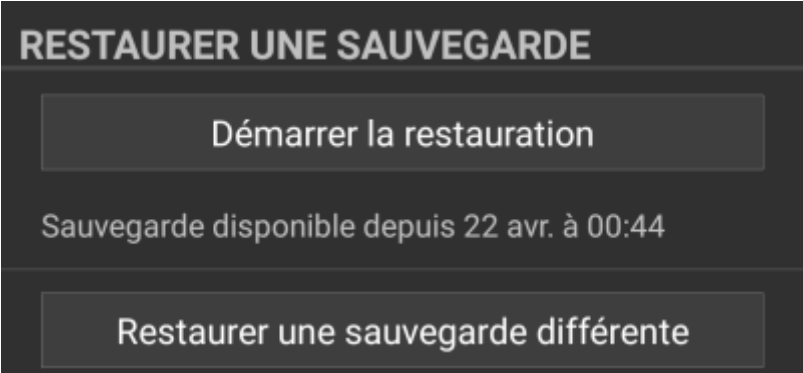 RESTAURER UNE SAUVEGARDE
Démarrer la restauration
Sauvegarde disponible depuis 22 avr. à 00:44
Restaurer une sauvegarde différente